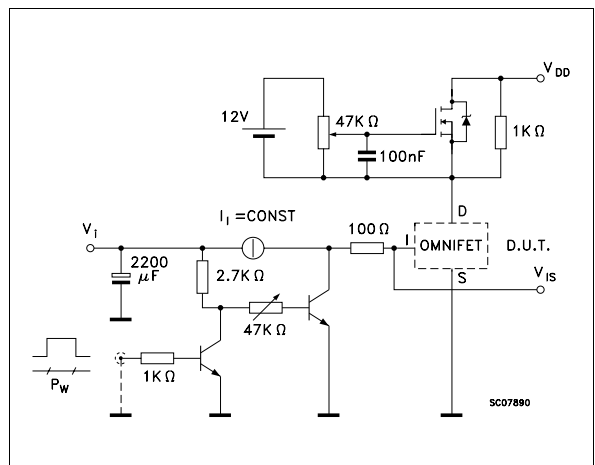 V DD
12V
47K Ω
1K Ω
100nF
D
I I =CONST
100 Ω
V i
I
OMNIFET
D.U.T.
2200
μF
2.7K Ω
S
V IS
47K Ω
1K Ω
P W
SC07890